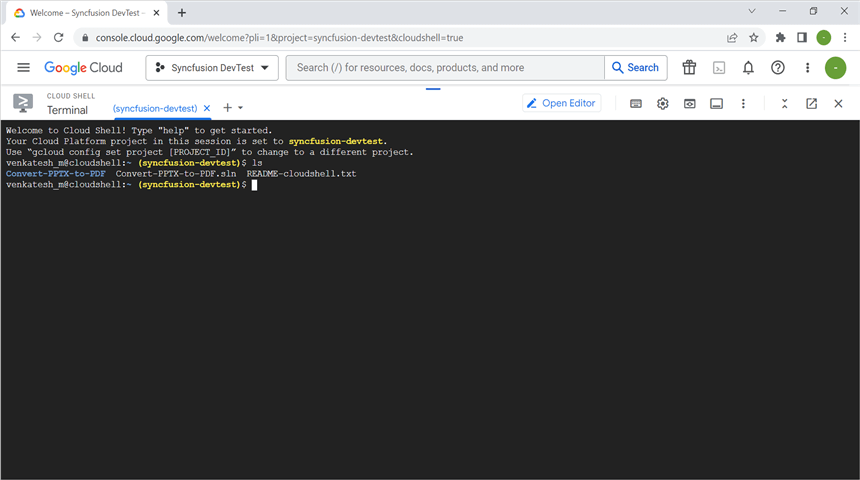 Welcome – Syncfusion DevTest –
console.cloud.google.com/welcome?pli=1&project=syncfusion-devtest&cloudshell=true
Google Cloud
Syncfusion DevTest
Search (/) for resources, docs, products, and more
Search
CLOUD SHELL
Terminal
(syncfusion-devtest)
Open Editor
Welcome to Cloud Shell! Type "help" to get started.
Your Cloud Platform project in this session is set to syncfusion-devtest.
Use “gcloud config set project [PROJECT_ID]” to change to a different project.
venkatesh_m@cloudshell:~ (syncfusion-devtest)$ ls
Convert-PPTX-to-PDF  Convert-PPTX-to-PDF.sln  README-cloudshell.txt
venkatesh_m@cloudshell:~ (syncfusion-devtest)$